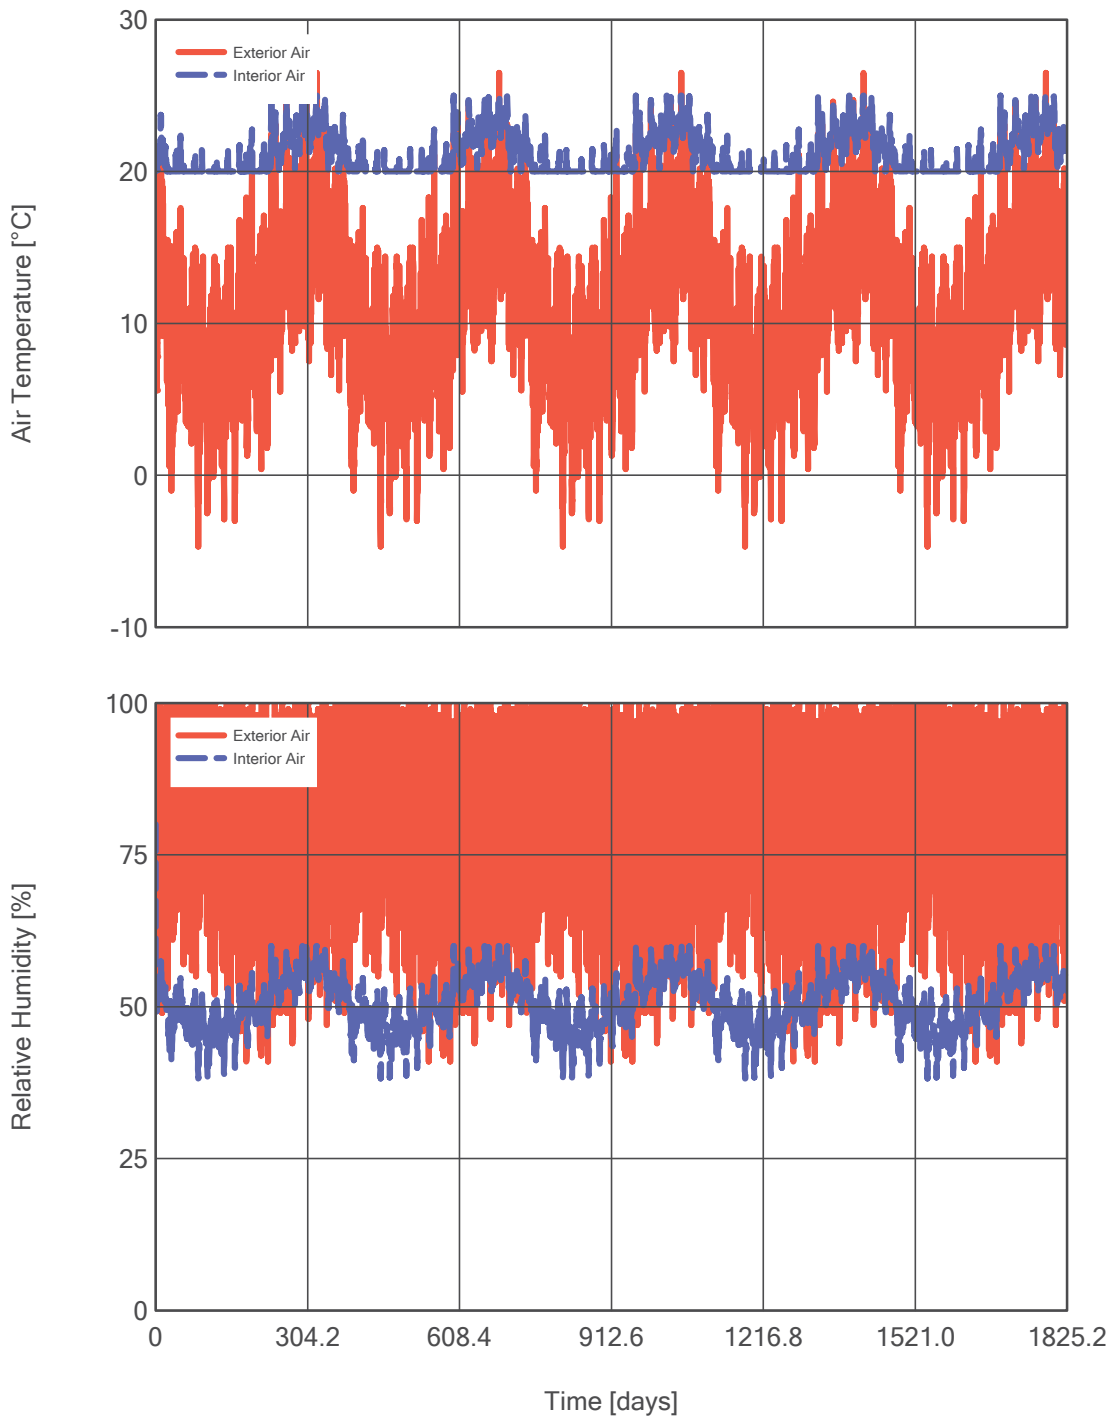 30
Exterior Air
Interior Air
20
10
0
-10
Air Temperature [°C]
100
Exterior Air
Interior Air
75
50
25
0
Relative Humidity [%]
0 304.2 608.4 912.6 1216.8 1521.0 1825.2
Time [days]